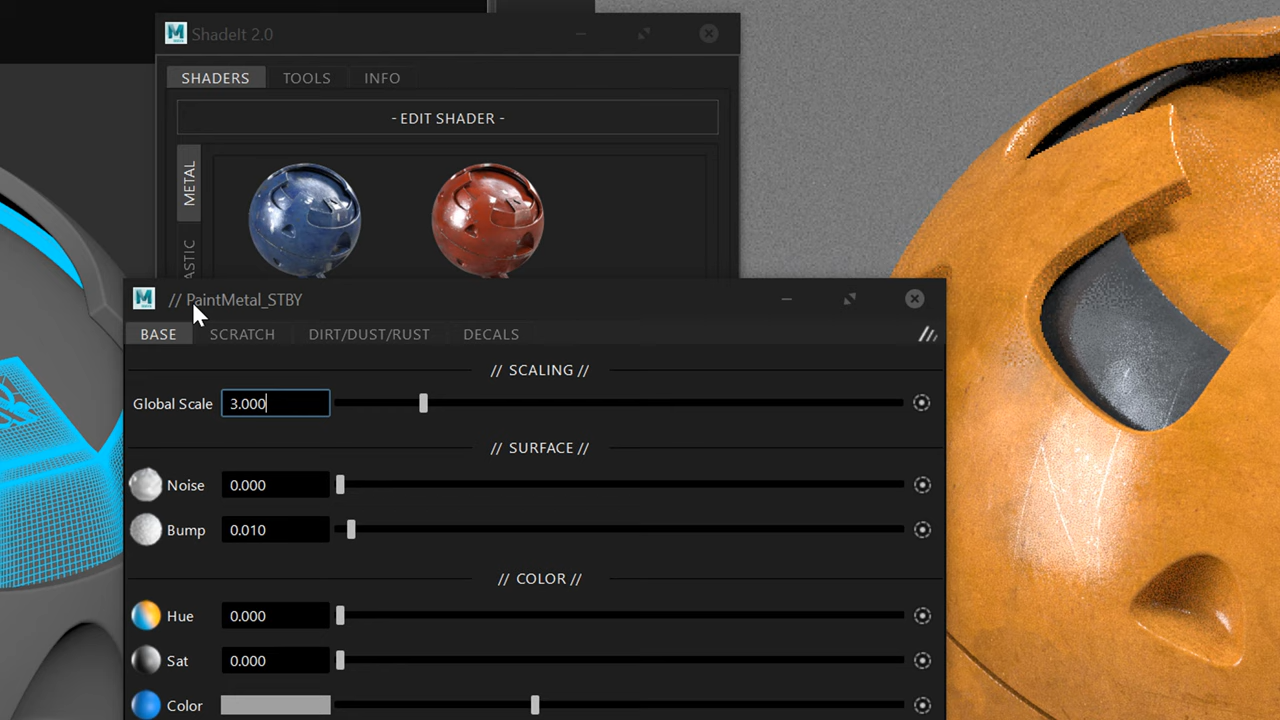 ShadeIt 2.0
SHADERS TOOLS INFO
- EDIT SHADER -
METAL
ASTIC
// PaintMetal_STBY
BASE SCRATCH DIRT/DUST/RUST DECALS
// SCALING //
Global Scale 3.000
// SURFACE //
Noise 0.000
Bump 0.010
// COLOR //
Hue 0.000
Sat 0.000
Color